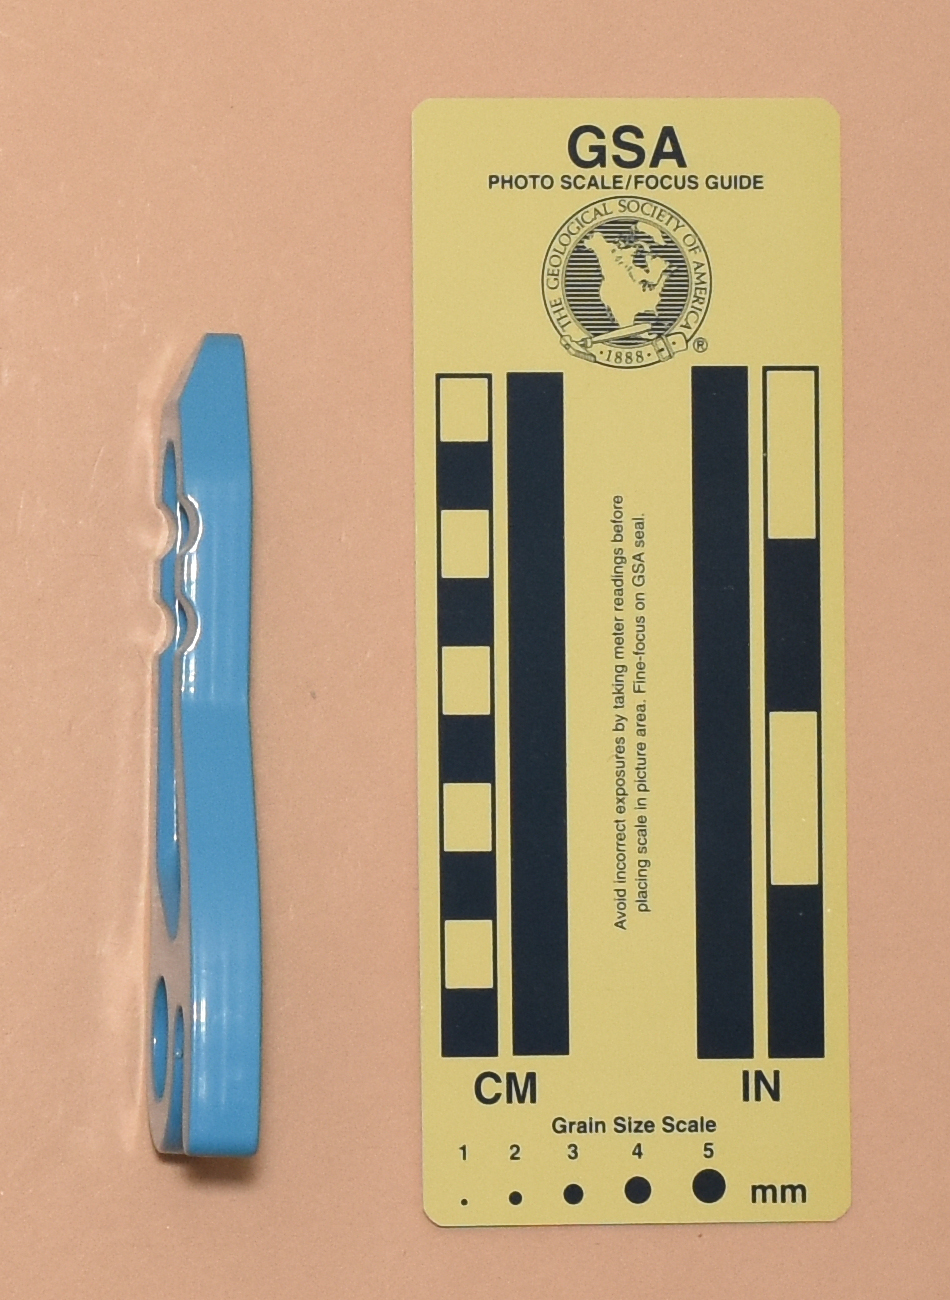 GSA
PHOTO SCALE/FOCUS GUIDE
THE GEOLOGICAL SOCIETY OF AMERICA
·1888·
®
Avoid incorrect exposures by taking meter readings before
placing scale in picture area. Fine-focus on GSA seal.
CM
IN
Grain Size Scale
1 2 3 4 5
mm